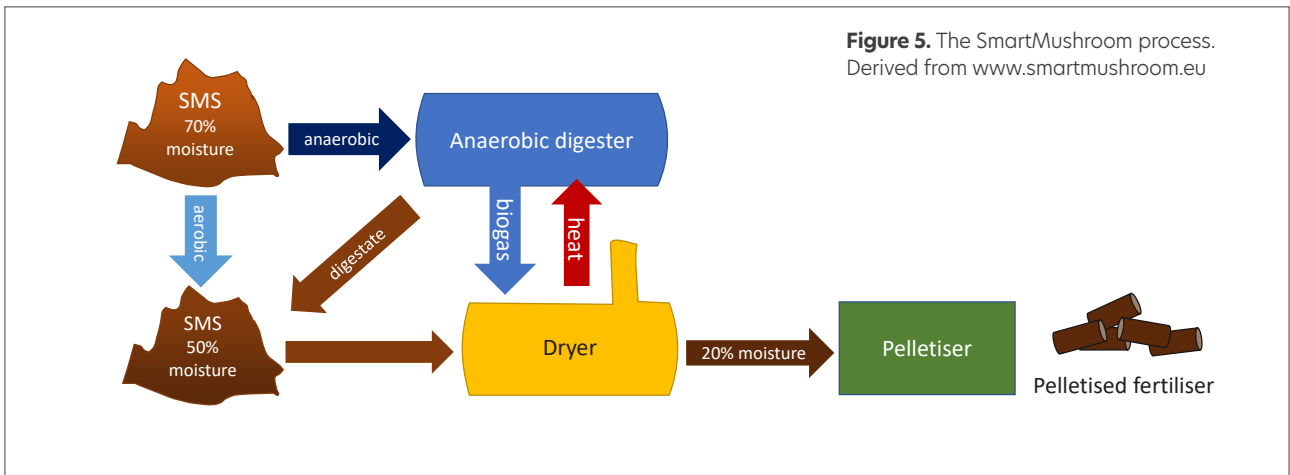 Figure 5. The SmartMushroom process.
Derived from www.smartmushroom.eu
SMS
70%
moisture
anaerobic
Anaerobic digester
aerobic
digestate
biogas
heat
SMS
50%
moisture
Dryer
20% moisture
Pelletiser
Pelletised fertiliser